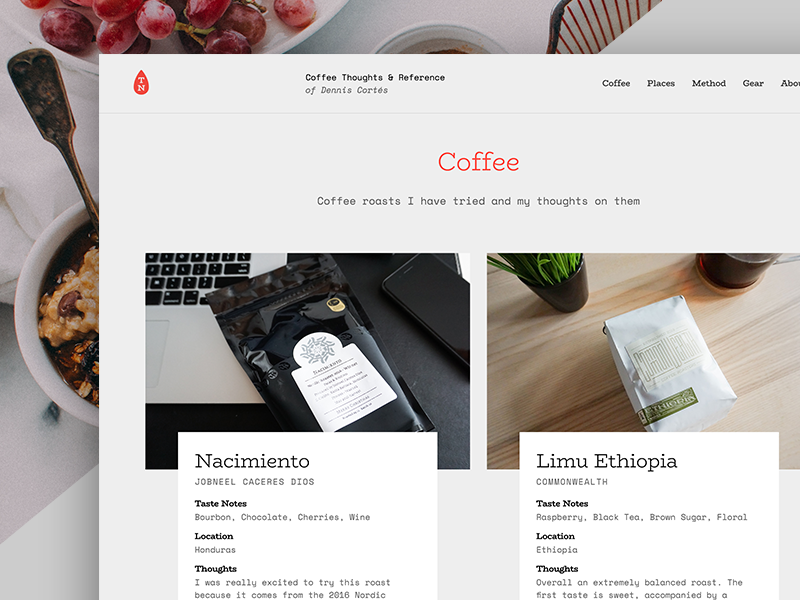 T
N
Coffee Thoughts & Reference
of Dennis Cortés
Coffee
Places
Method
Gear
Abou
Coffee
Coffee roasts I have tried and my thoughts on them
Nacimiento
ETHIOPIA
Nacimiento
JOBNEEL CACERES DIOS
Taste Notes
Bourbon, Chocolate, Cherries, Wine
Location
Honduras
Thoughts
I was really excited to try this roast
because it comes from the 2016 Nordic
Limu Ethiopia
COMMONWEALTH
Taste Notes
Raspberry, Black Tea, Brown Sugar, Floral
Location
Ethiopia
Thoughts
Overall an extremely balanced roast. The
first taste is sweet, accompanied by a